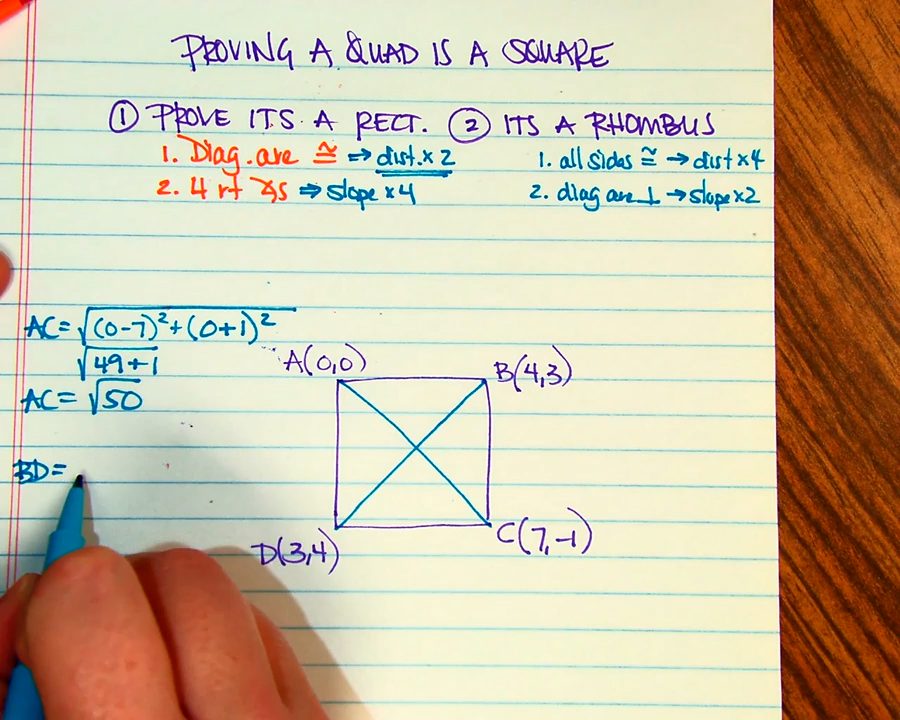 PROVING A QUAD IS A SQUARE
① PROVE ITS A RECT. ② ITS A RHOMBUS
1. Diag. are ≅ ⇒ dist. × 2
1. all sides ≅ → dist × 4
2. 4 rt ∡s ⇒ slope × 4
2. diag are ⊥ → slope × 2
AC = √(0-7)² + (0+1)²
√49+1
A(0,0)
B(4,3)
AC = √50
BD =
D(3,4)
C(7,-1)